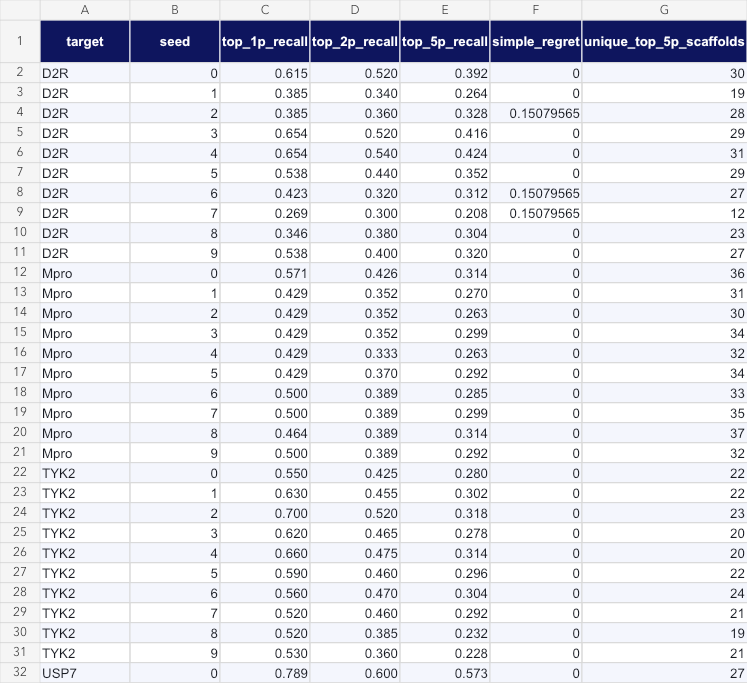 A B C D E F G
1 target seed top_1p_recall top_2p_recall top_5p_recall simple_regret unique_top_5p_scaffolds
2 D2R 0 0.615 0.520 0.392 0 30
3 D2R 1 0.385 0.340 0.264 0 19
4 D2R 2 0.385 0.360 0.328 0.15079565 28
5 D2R 3 0.654 0.520 0.416 0 29
6 D2R 4 0.654 0.540 0.424 0 31
7 D2R 5 0.538 0.440 0.352 0 29
8 D2R 6 0.423 0.320 0.312 0.15079565 27
9 D2R 7 0.269 0.300 0.208 0.15079565 12
10 D2R 8 0.346 0.380 0.304 0 23
11 D2R 9 0.538 0.400 0.320 0 27
12 Mpro 0 0.571 0.426 0.314 0 36
13 Mpro 1 0.429 0.352 0.270 0 31
14 Mpro 2 0.429 0.352 0.263 0 30
15 Mpro 3 0.429 0.352 0.299 0 34
16 Mpro 4 0.429 0.333 0.263 0 32
17 Mpro 5 0.429 0.370 0.292 0 34
18 Mpro 6 0.500 0.389 0.285 0 33
19 Mpro 7 0.500 0.389 0.299 0 35
20 Mpro 8 0.464 0.389 0.314 0 37
21 Mpro 9 0.500 0.389 0.292 0 32
22 TYK2 0 0.550 0.425 0.280 0 22
23 TYK2 1 0.630 0.455 0.302 0 22
24 TYK2 2 0.700 0.520 0.318 0 23
25 TYK2 3 0.620 0.465 0.278 0 20
26 TYK2 4 0.660 0.475 0.314 0 20
27 TYK2 5 0.590 0.460 0.296 0 22
28 TYK2 6 0.560 0.470 0.304 0 24
29 TYK2 7 0.520 0.460 0.292 0 21
30 TYK2 8 0.520 0.385 0.232 0 19
31 TYK2 9 0.530 0.360 0.228 0 21
32 USP7 0 0.789 0.600 0.573 0 27